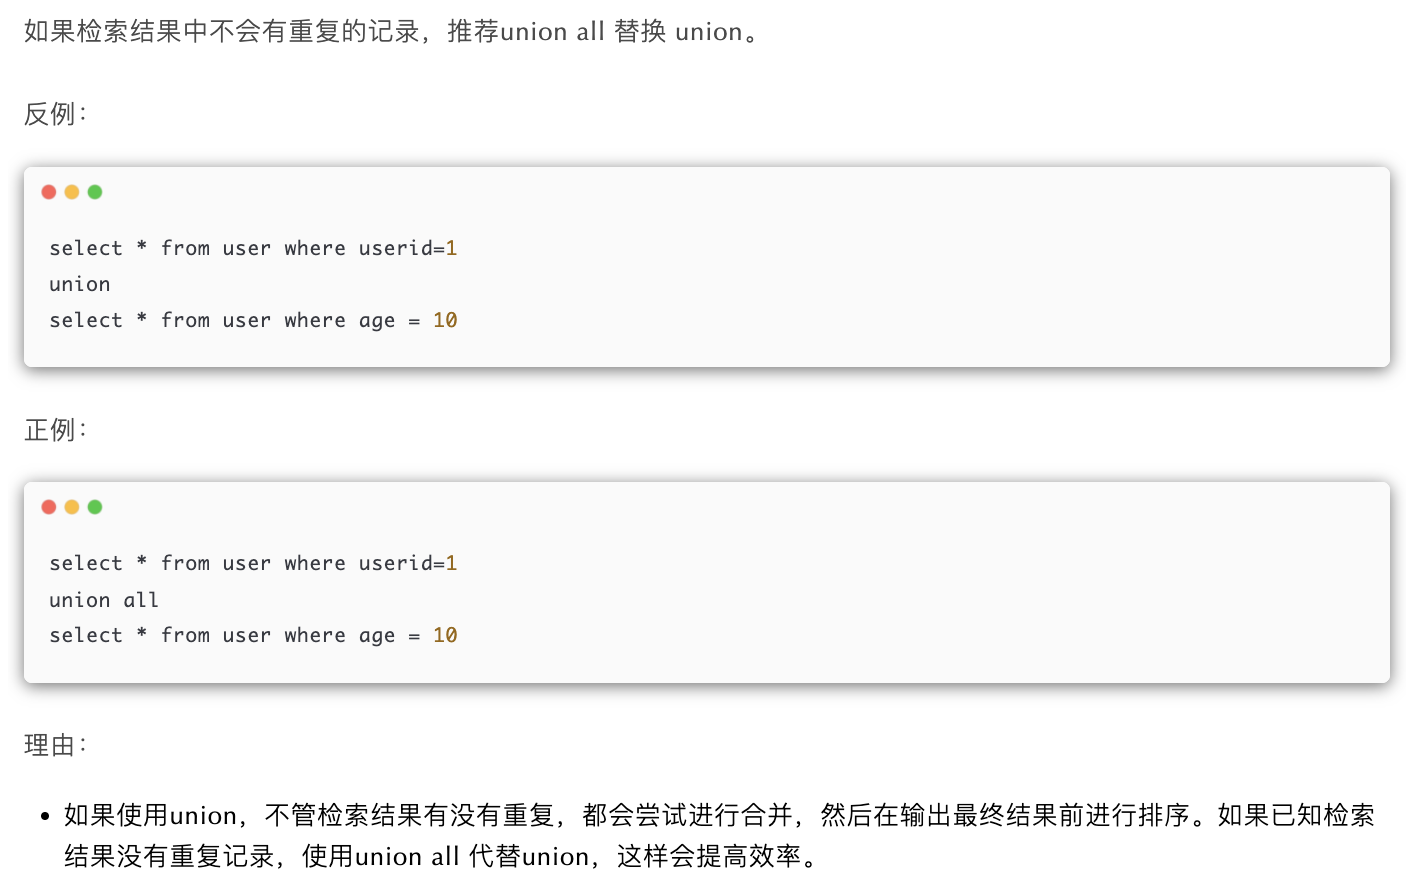 如果检索结果中不会有重复的记录，推荐union all 替换 union。
反例：
select * from user where userid=1
union
select * from user where age = 10
正例：
select * from user where userid=1
union all
select * from user where age = 10
理由：
• 如果使用union，不管检索结果有没有重复，都会尝试进行合并，然后在输出最终结果前进行排序。如果已知检索
结果没有重复记录，使用union all 代替union，这样会提高效率。